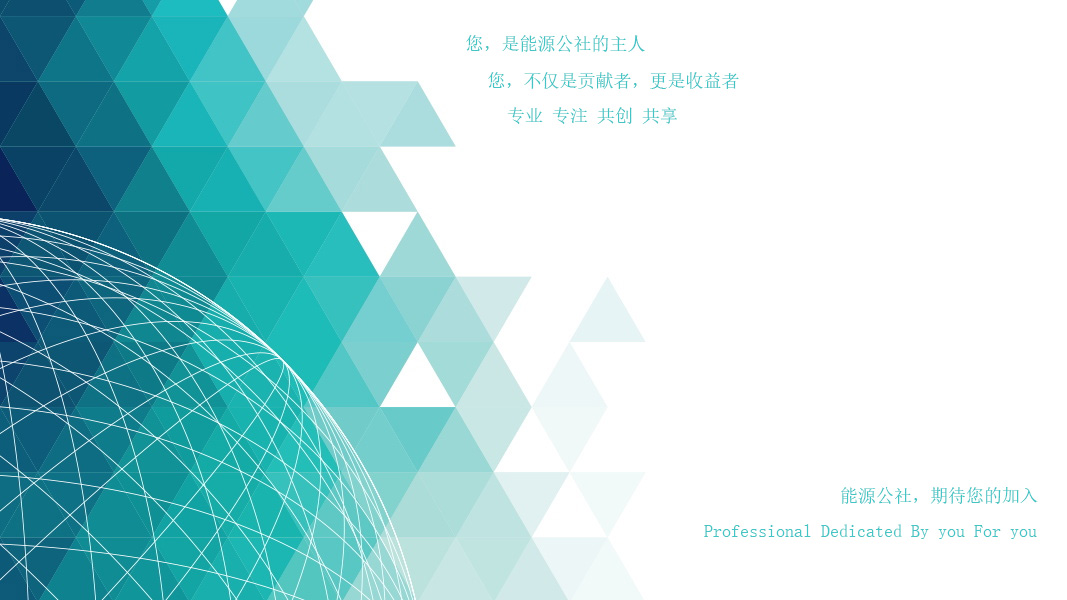 您，是能源公社的主人
您，不仅是贡献者，更是收益者
专业 专注 共创 共享
能源公社，期待您的加入
Professional Dedicated By you For you